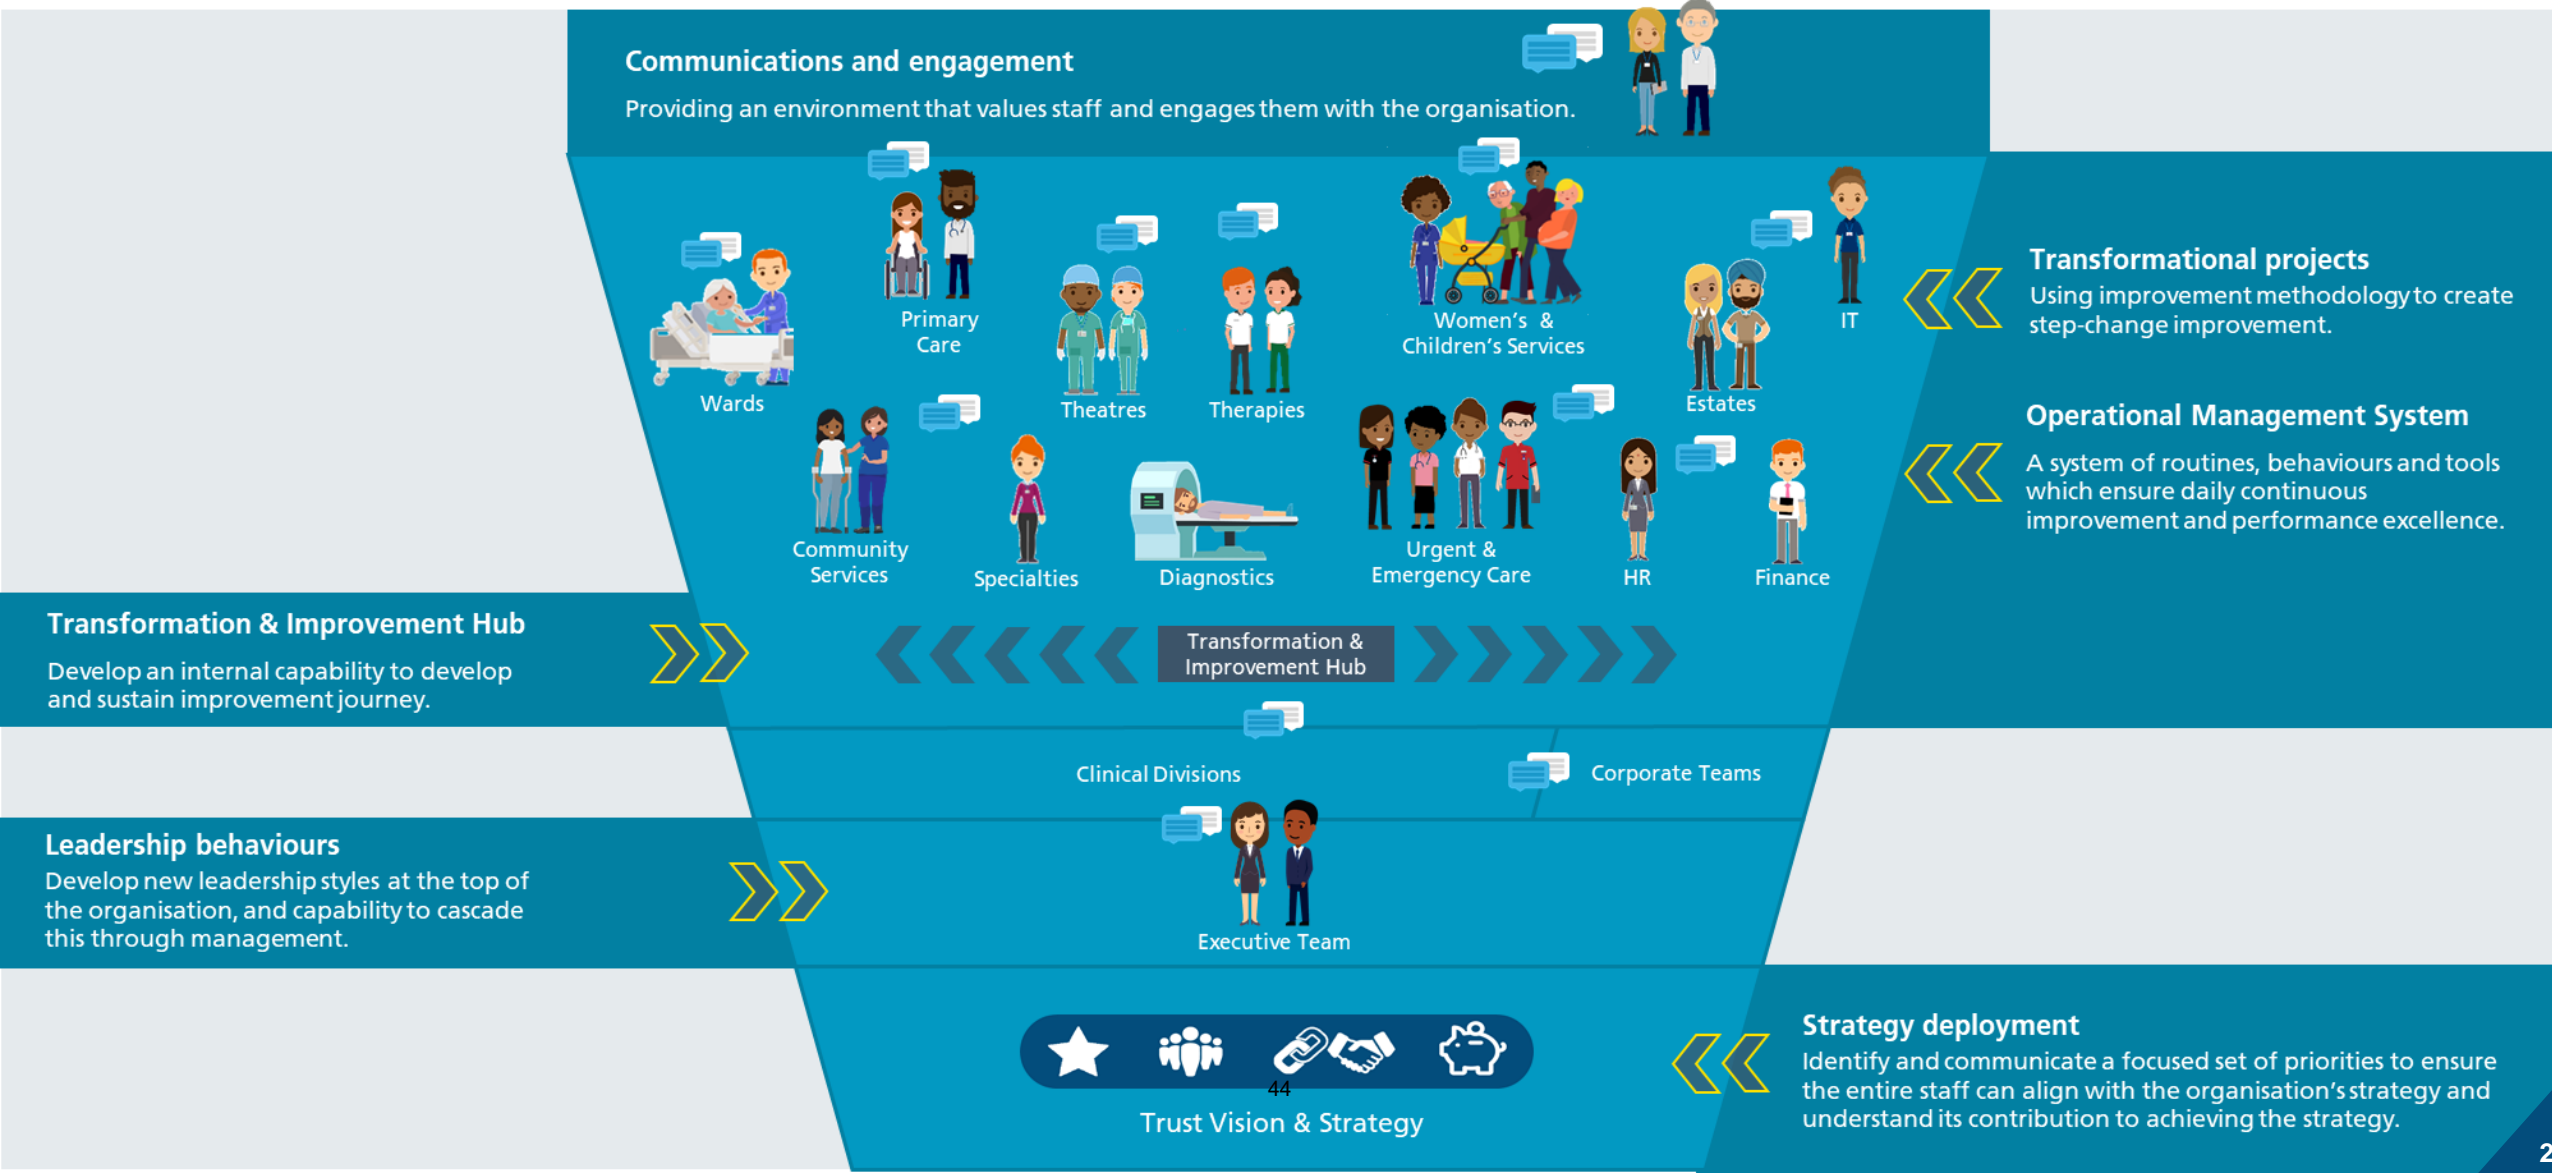 Communications and engagement
Providing an environment that values staff and engages them with the organisation.
Wards
Primary
Care
Theatres
Therapies
Women's &
Children's Services
Estates
IT
Community
Services
Specialties
Diagnostics
Urgent &
Emergency Care
HR
Finance
Transformational projects
Using improvement methodology to create
step-change improvement.
Operational Management System
A system of routines, behaviours and tools
which ensure daily continuous
improvement and performance excellence.
Transformation & Improvement Hub
Develop an internal capability to develop
and sustain improvement journey.
Transformation &
Improvement Hub
Clinical Divisions
Corporate Teams
Leadership behaviours
Develop new leadership styles at the top of
the organisation, and capability to cascade
this through management.
Executive Team
44
Trust Vision & Strategy
Strategy deployment
Identify and communicate a focused set of priorities to ensure
the entire staff can align with the organisation's strategy and
understand its contribution to achieving the strategy.
2